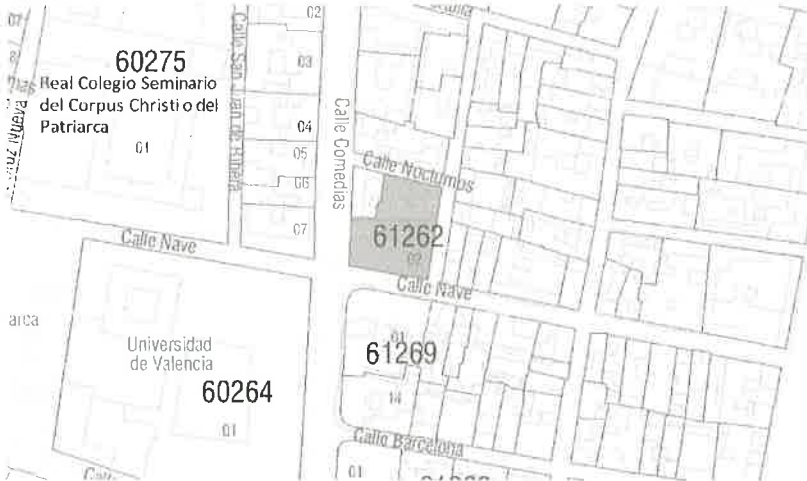 02
60275
Real Colegio Seminario
del Corpus Christi o del
Patriarca
01
Calle San Juan de Ribera
03
04
05
06
07
Calle Comedias
Calle Nocturnos
61262
02
Calle Nave
Calle Nave
arca
Universidad
de Valencia
60264
01
01
61269
14
Calle Barcelona
01